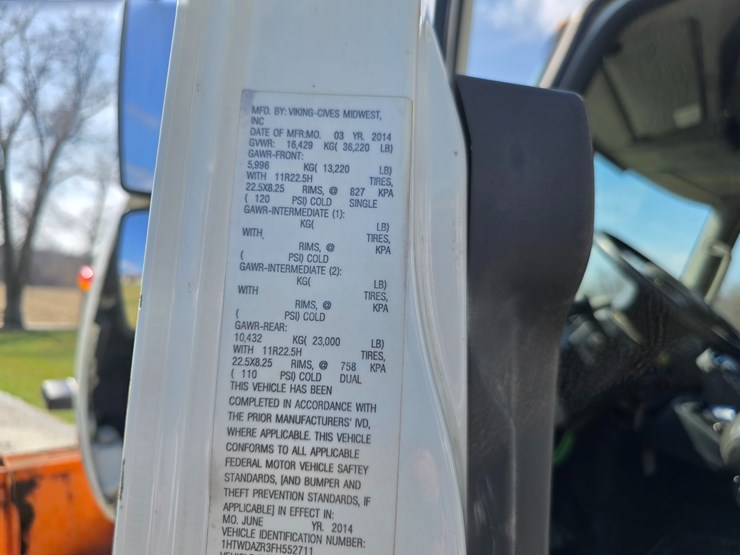 MFD. BY: VIKING-CIVES MIDWEST,
INC
DATE OF MFR:MO. 03 YR. 2014
GVWR: 16,429 KG( 36,220 LB)
GAWR-FRONT:
5,996 KG( 13,220 LB)
WITH 11R22.5H TIRES,
22.5X8.25 RIMS, @ 827 KPA
( 120 PSI) COLD SINGLE
GAWR-INTERMEDIATE (1):
KG( LB)
WITH, TIRES,
RIMS, @ KPA
( PSI) COLD
GAWR-INTERMEDIATE (2):
KG( LB)
WITH TIRES,
RIMS, @ KPA
( PSI) COLD
GAWR-REAR:
10,432 KG( 23,000 LB)
WITH 11R22.5H TIRES,
22.5X8.25 RIMS, @ 758 KPA
( 110 PSI) COLD DUAL
THIS VEHICLE HAS BEEN
COMPLETED IN ACCORDANCE WITH
THE PRIOR MANUFACTURERS' IVD,
WHERE APPLICABLE. THIS VEHICLE
CONFORMS TO ALL APPLICABLE
FEDERAL MOTOR VEHICLE SAFTEY
STANDARDS, [AND BUMPER AND
THEFT PREVENTION STANDARDS, IF
APPLICABLE] IN EFFECT IN:
MO. JUNE YR. 2014
VEHICLE IDENTIFICATION NUMBER:
1HTWDAZR3FH552711